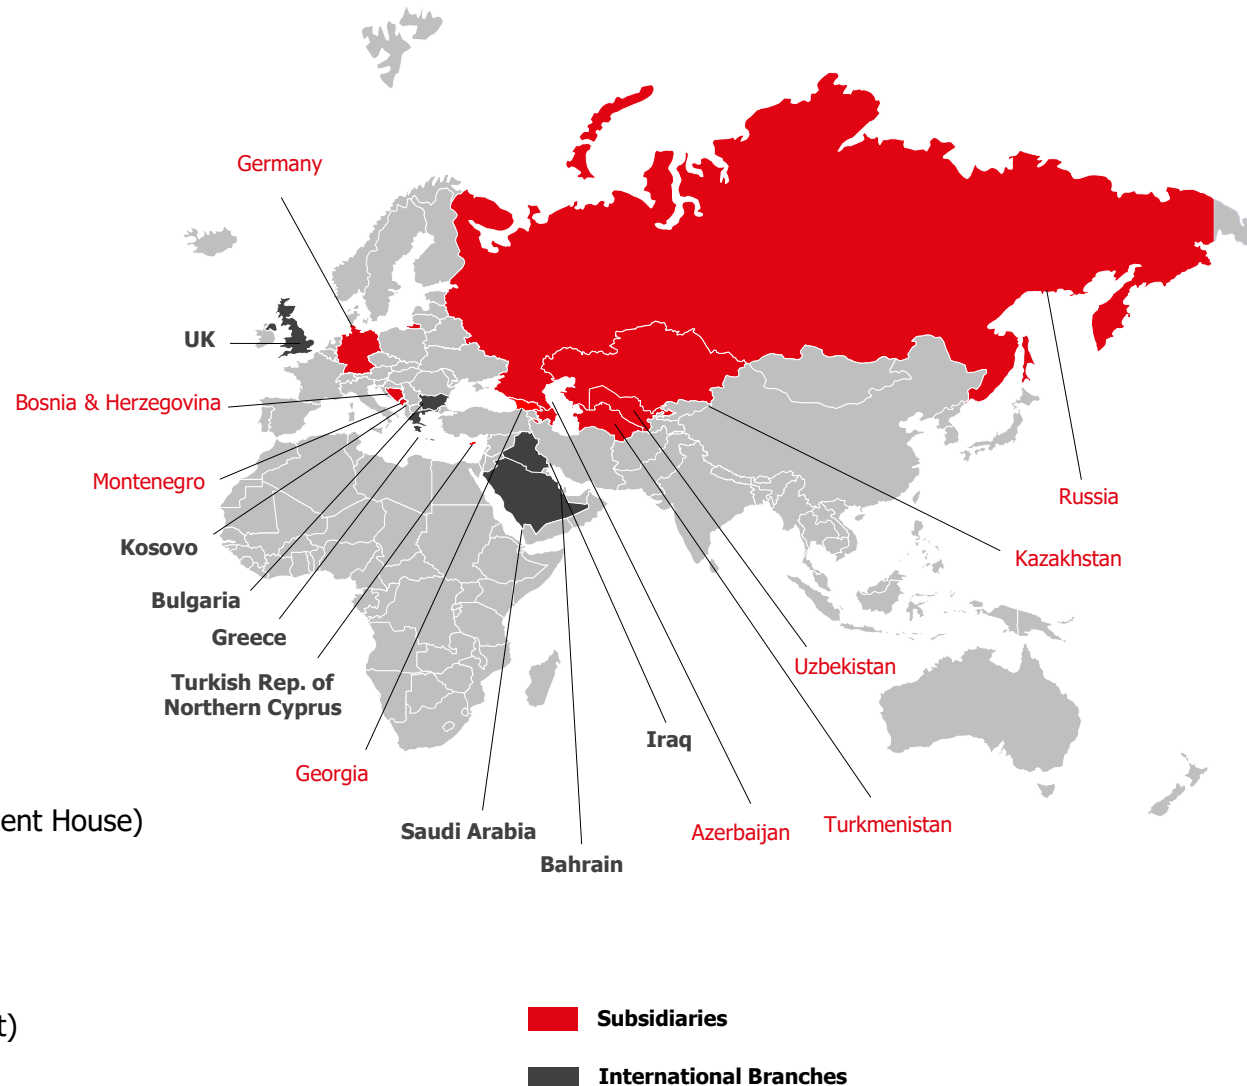 Germany
UK
Bosnia & Herzegovina
Montenegro
Russia
Kosovo
Kazakhstan
Bulgaria
Greece
Uzbekistan
Turkish Rep. of
Northern Cyprus
Iraq
Georgia
ent House)
Saudi Arabia
Azerbaijan
Turkmenistan
Bahrain
Subsidiaries
t)
International Branches